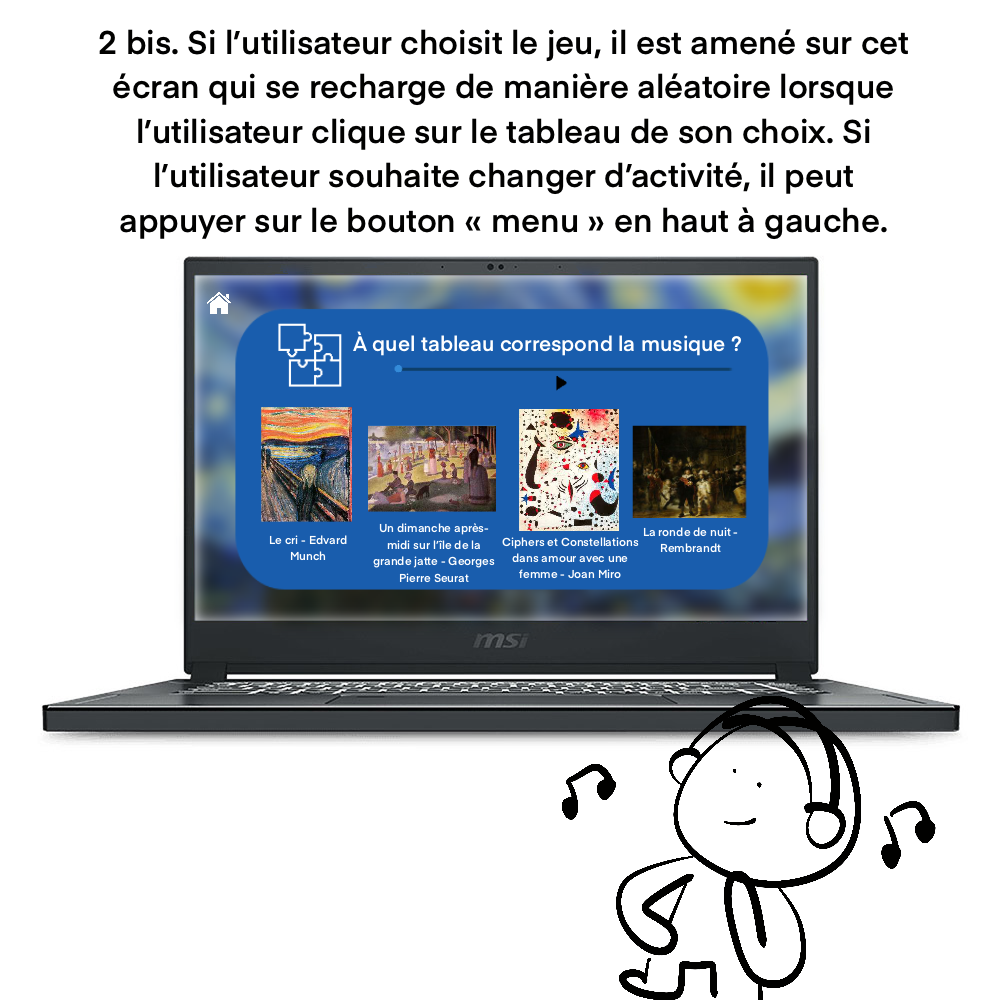 2 bis. Si l’utilisateur choisit le jeu, il est amené sur cet
écran qui se recharge de manière aléatoire lorsque
l’utilisateur clique sur le tableau de son choix. Si
l’utilisateur souhaite changer d’activité, il peut
appuyer sur le bouton « menu » en haut à gauche.
À quel tableau correspond la musique ?
Le cri - Edvard
Munch
Un dimanche après-
midi sur l’île de la
grande jatte - Georges
Pierre Seurat
Ciphers et Constellations
dans amour avec une
femme - Joan Miro
La ronde de nuit -
Rembrandt
msi